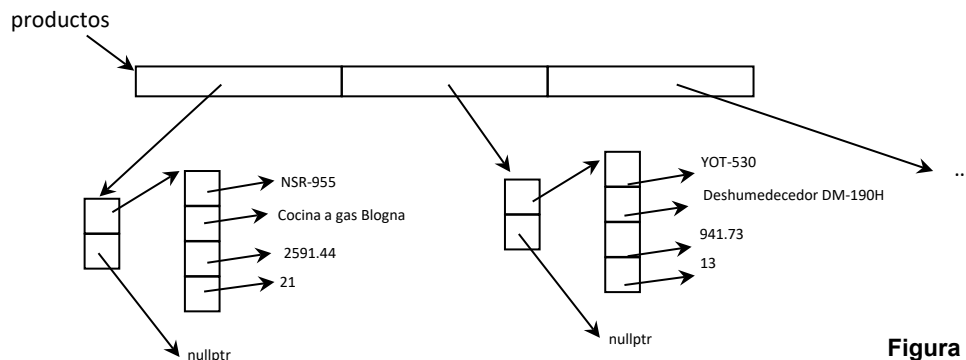 productos
NSR-955
Cocina a gas Blogna
2591.44
21
nullptr
YOT-530
Deshumedecedor DM-190H
941.73
13
nullptr
..
Figura